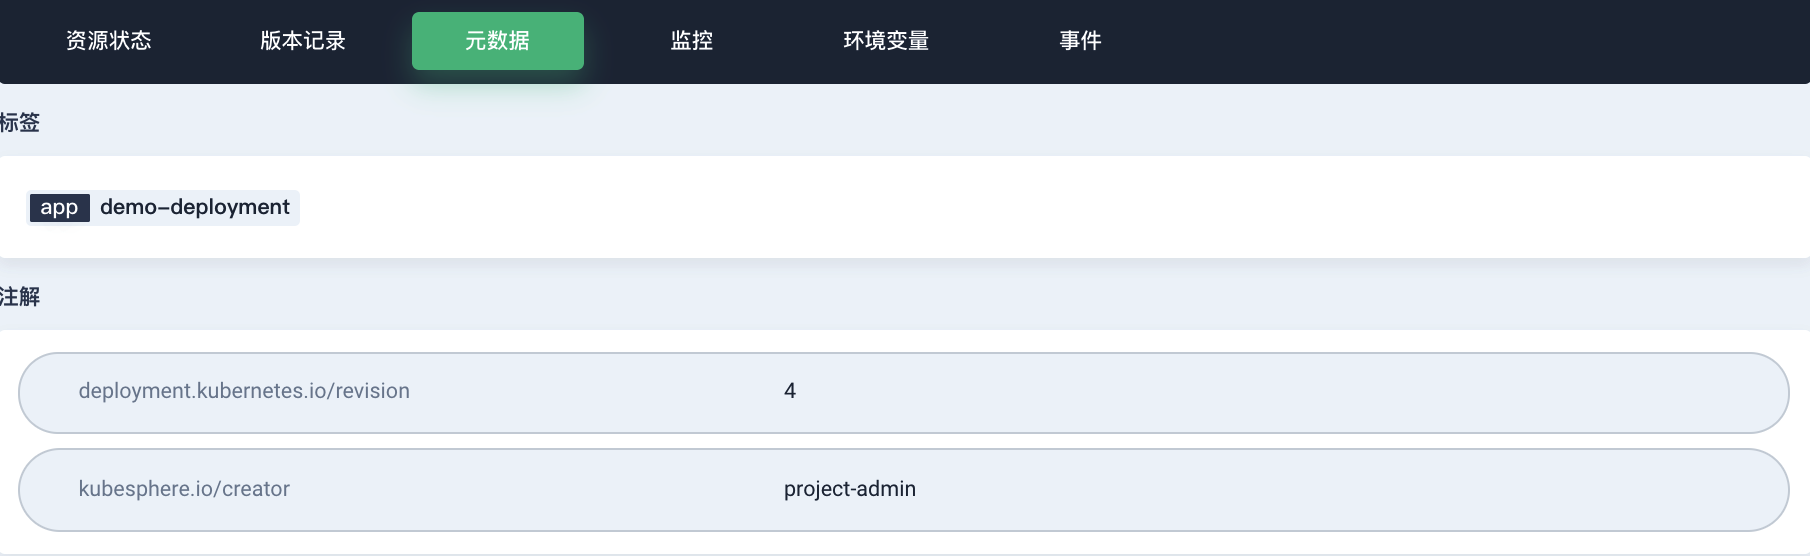 资源状态 版本记录 元数据 监控 环境变量 事件
标签
app demo-deployment
注解
deployment.kubernetes.io/revision 4
kubesphere.io/creator project-admin